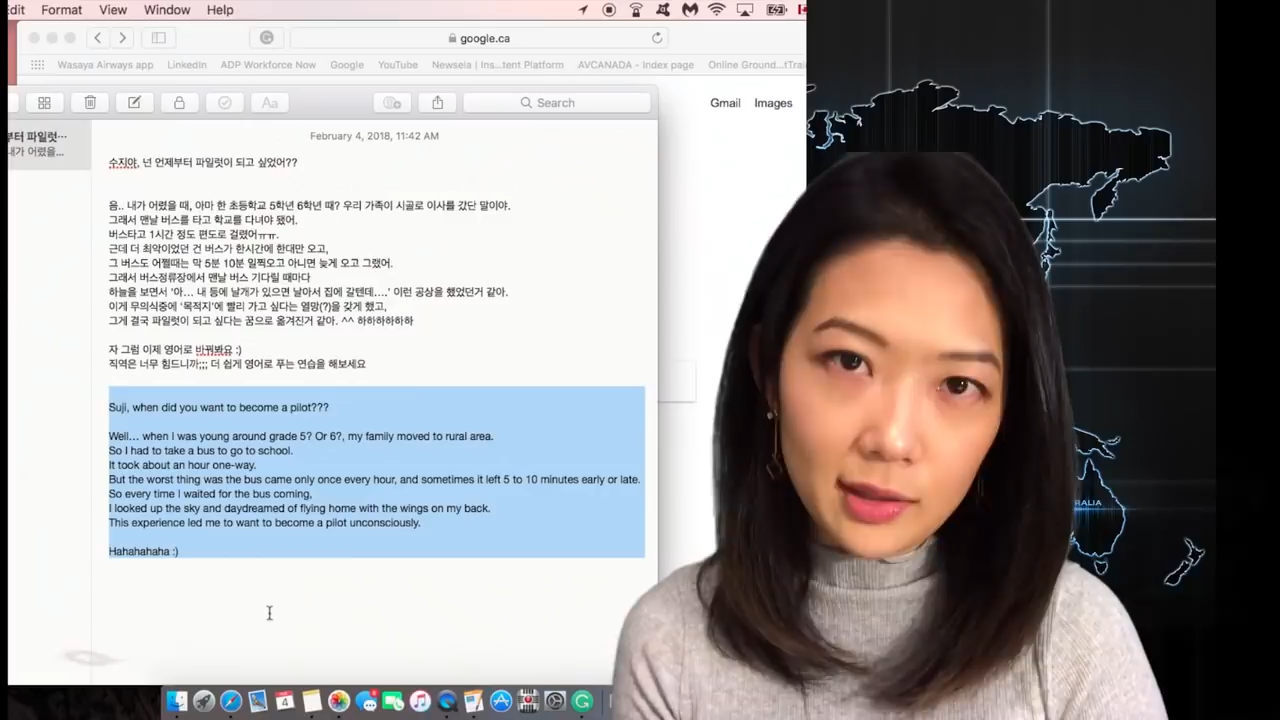 Edit Format View Window Help
google.ca
Wasaya Airways app LinkedIn ADP Workforce Now Google YouTube Newsela | Ins...tent Platform AVCANADA - Index page Online Ground...tTrai
Gmail Images
Aa
Search
부터 파일럿…
내가 어렸을...
February 4, 2018, 11:42 AM
수지야, 넌 언제부터 파일럿이 되고 싶었어??
음.. 내가 어렸을 때, 아마 한 초등학교 5학년 6학년 때? 우리 가족이 시골로 이사를 갔단 말이야.
그래서 맨날 버스를 타고 학교를 다녀야 됐어.
버스타고 1시간 정도 편도로 걸렸어ㅠㅠ.
근데 더 최악이었던 건 버스가 한시간에 한대만 오고,
그 버스도 어쩔때는 막 5분 10분 일찍오고 아니면 늦게 오고 그랬어.
그래서 버스정류장에서 맨날 버스 기다릴 때마다
하늘을 보면서 '아... 내 등에 날개가 있으면 날아서 집에 갈텐데....' 이런 공상을 했었던거 같아.
이게 무의식중에 '목적지'에 빨리 가고 싶다는 열망(?)을 갖게 했고,
그게 결국 파일럿이 되고 싶다는 꿈으로 옮겨진거 같아. ^^ 하하하하하하
자 그럼 이제 영어로 바꿔봐요 :)
직역은 너무 힘드니까;;; 더 쉽게 영어로 푸는 연습을 해보세요
Suji, when did you want to become a pilot???
Well... when I was young around grade 5? Or 6?, my family moved to rural area.
So I had to take a bus to go to school.
It took about an hour one-way.
But the worst thing was the bus came only once every hour, and sometimes it left 5 to 10 minutes early or late.
So every time I waited for the bus coming,
I looked up the sky and daydreamed of flying home with the wings on my back.
This experience led me to want to become a pilot unconsciously.
Hahahahaha :)
RALIA
4